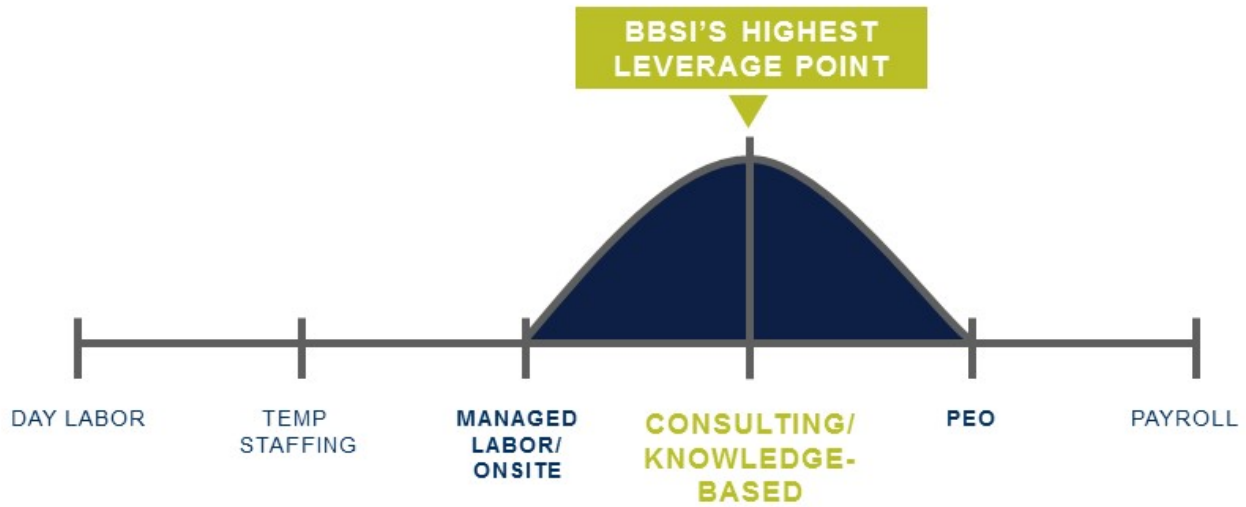 BBSI'S HIGHEST
LEVERAGE POINT
DAY LABOR
TEMP
STAFFING
MANAGED
LABOR/
ONSITE
CONSULTING/
KNOWLEDGE-
BASED
PEO
PAYROLL